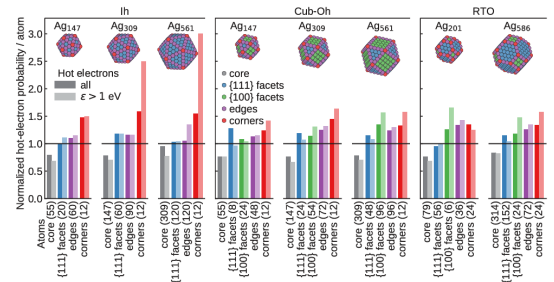 Ih
Cub-Oh
RTO
Ag147
Ag309
Ag561
Ag147
Ag309
Ag561
Ag201
Ag586
Normalized hot-electron probability / atom
3.0
2.5
2.0
1.5
1.0
0.5
0.0
Hot electrons
all
ε > 1 eV
core
{111} facets
{100} facets
edges
corners
Atoms
core (55)
{111} facets (20)
edges (60)
corners (12)
core (147)
{111} facets (60)
edges (90)
corners (12)
core (309)
{111} facets (120)
edges (120)
corners (12)
core (55)
{111} facets (8)
{100} facets (24)
edges (48)
corners (12)
core (147)
{111} facets (24)
{100} facets (54)
edges (72)
corners (12)
core (309)
{111} facets (48)
{100} facets (96)
edges (96)
corners (12)
core (79)
{111} facets (56)
{100} facets (6)
edges (36)
corners (24)
core (314)
{111} facets (152)
{100} facets (24)
edges (72)
corners (24)